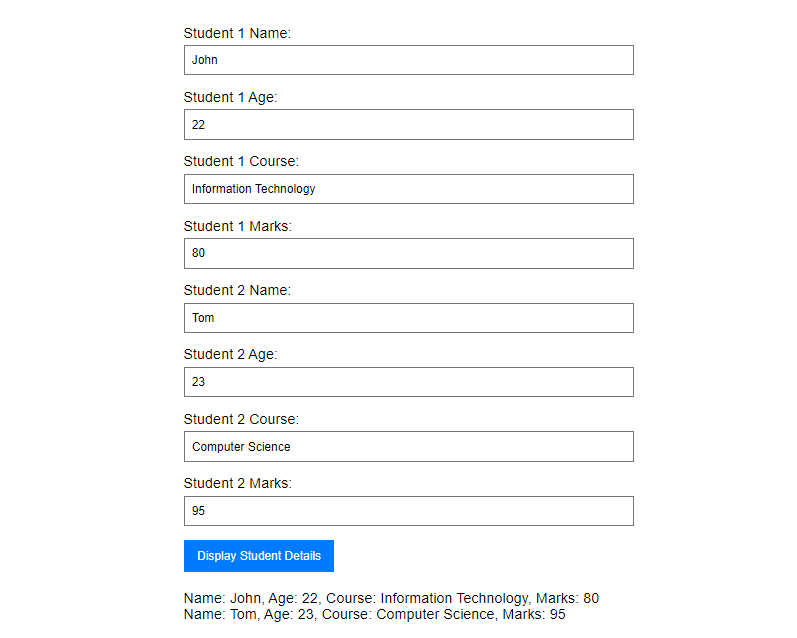 Student 1 Name:
John
Student 1 Age:
22
Student 1 Course:
Information Technology
Student 1 Marks:
80
Student 2 Name:
Tom
Student 2 Age:
23
Student 2 Course:
Computer Science
Student 2 Marks:
95
Display Student Details
Name: John, Age: 22, Course: Information Technology, Marks: 80
Name: Tom, Age: 23, Course: Computer Science, Marks: 95